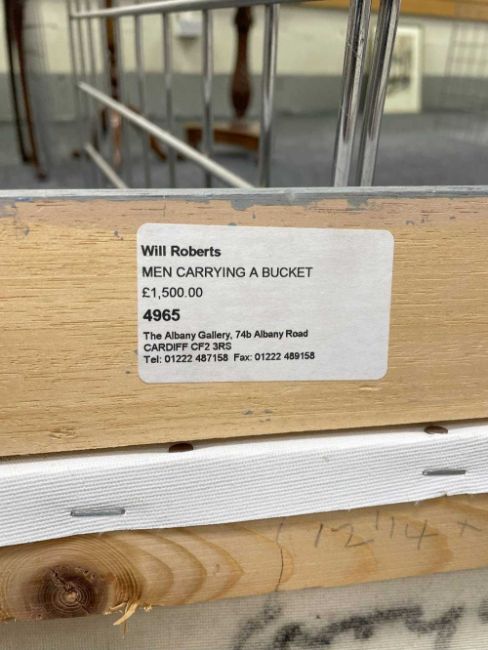 Will Roberts
MEN CARRYING A BUCKET
£1,500.00
4965
The Albany Gallery, 74b Albany Road
CARDIFF CF2 3RS
Tel: 01222 487158 Fax: 01222 489158